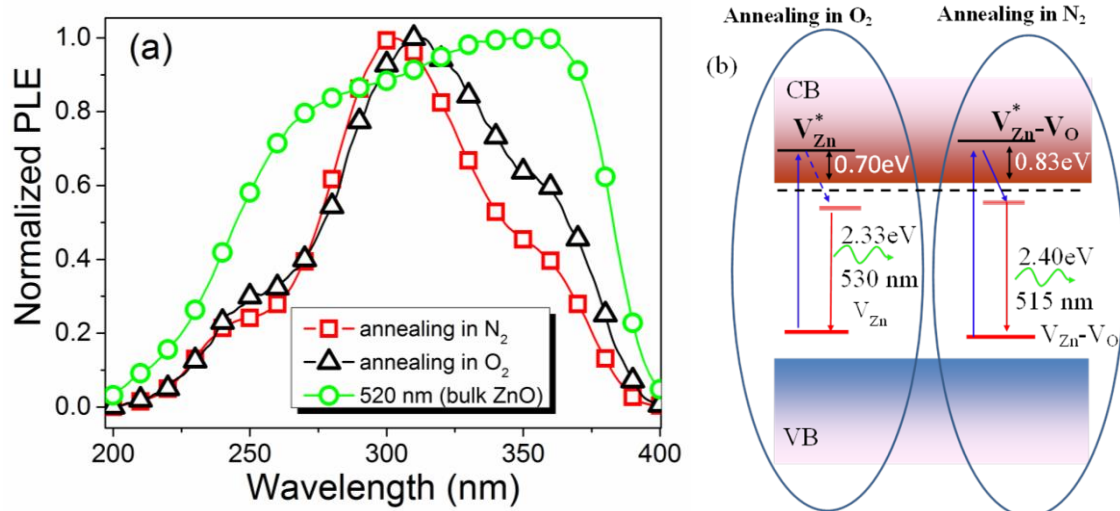 (a)
Normalized PLE
1.0
0.8
0.6
0.4
0.2
0.0
annealing in N₂
annealing in O₂
520 nm (bulk ZnO)
200
250
300
350
400
Wavelength (nm)
Annealing in O₂
Annealing in N₂
(b)
CB
V*Zn
V*Zn-VO
0.70eV
0.83eV
2.33eV
530 nm
VZn
2.40eV
515 nm
VZn-VO
VB